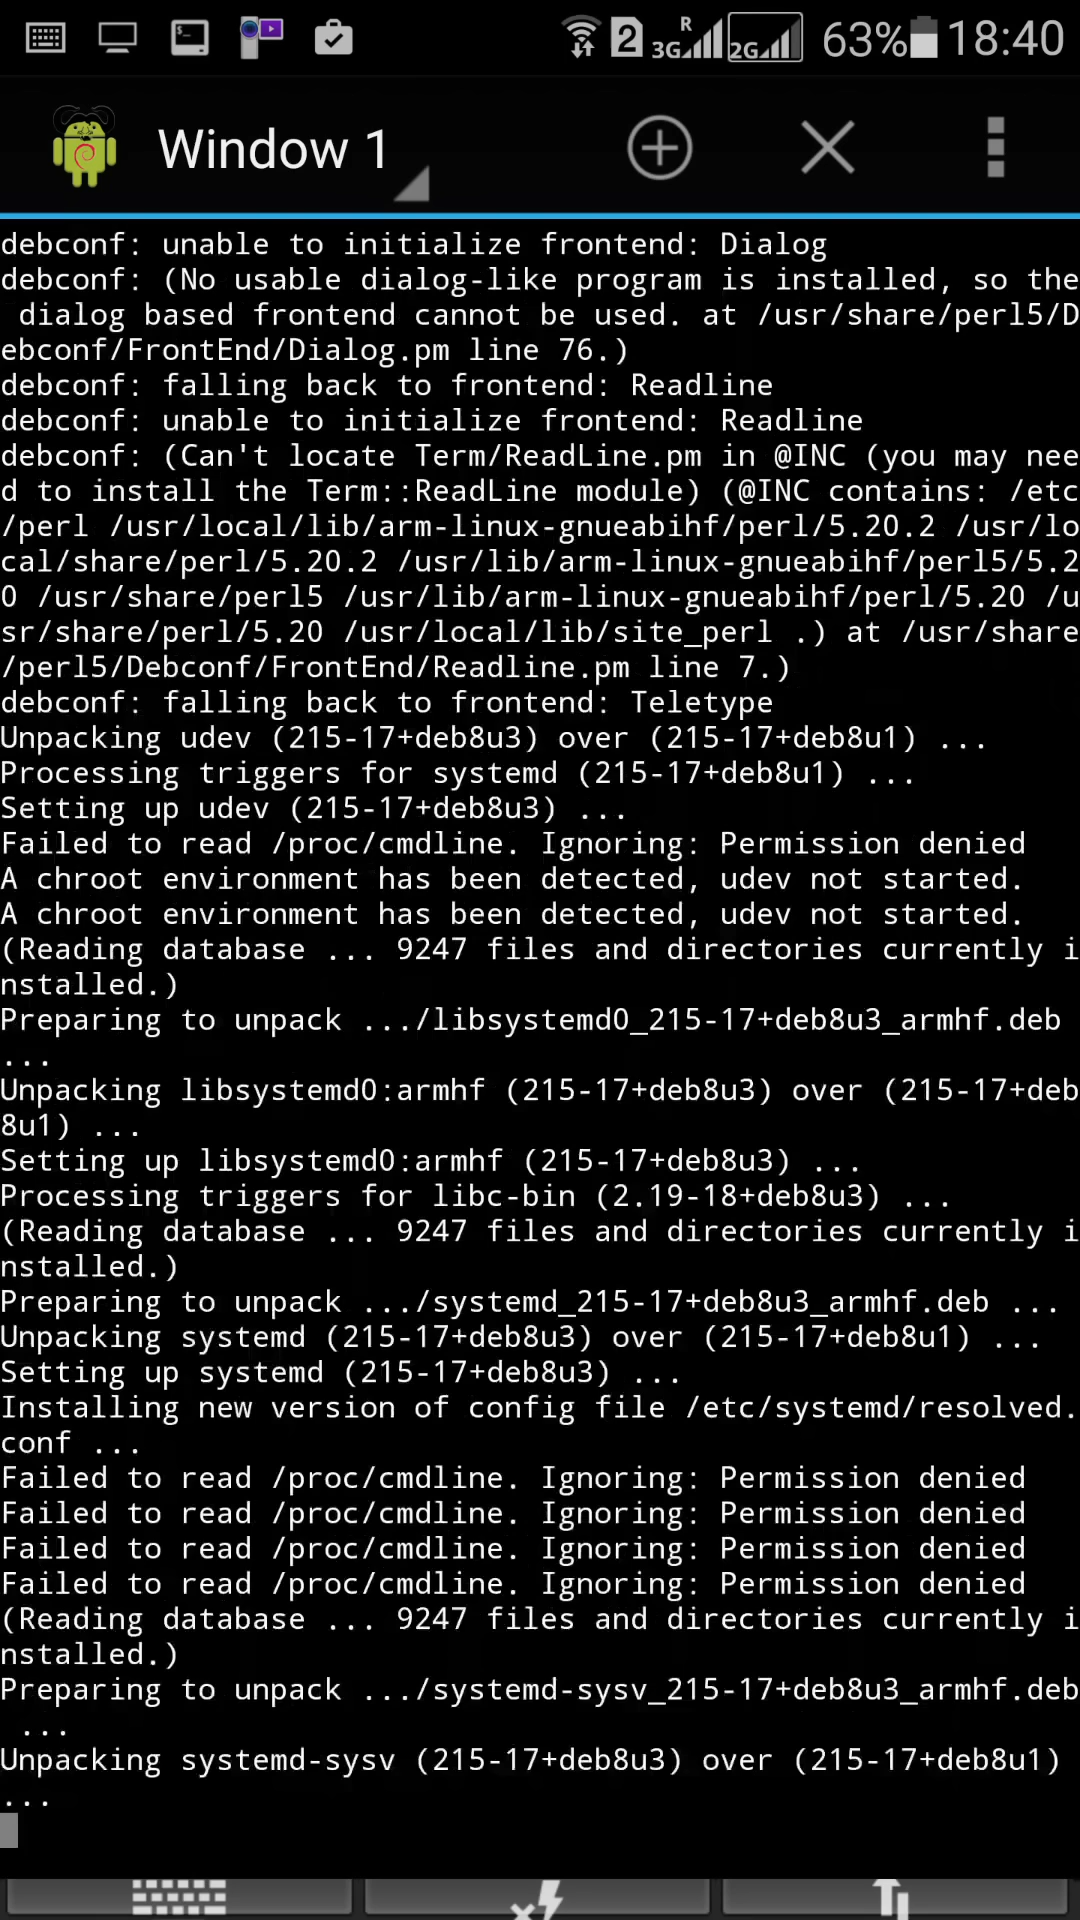 2 3G R 2G 63% 18:40
Window 1
debconf: unable to initialize frontend: Dialog
debconf: (No usable dialog-like program is installed, so the
 dialog based frontend cannot be used. at /usr/share/perl5/D
ebconf/FrontEnd/Dialog.pm line 76.)
debconf: falling back to frontend: Readline
debconf: unable to initialize frontend: Readline
debconf: (Can't locate Term/ReadLine.pm in @INC (you may nee
d to install the Term::ReadLine module) (@INC contains: /etc
/perl /usr/local/lib/arm-linux-gnueabihf/perl/5.20.2 /usr/lo
cal/share/perl/5.20.2 /usr/lib/arm-linux-gnueabihf/perl5/5.2
0 /usr/share/perl5 /usr/lib/arm-linux-gnueabihf/perl/5.20 /u
sr/share/perl/5.20 /usr/local/lib/site_perl .) at /usr/share
/perl5/Debconf/FrontEnd/Readline.pm line 7.)
debconf: falling back to frontend: Teletype
Unpacking udev (215-17+deb8u3) over (215-17+deb8u1) ...
Processing triggers for systemd (215-17+deb8u1) ...
Setting up udev (215-17+deb8u3) ...
Failed to read /proc/cmdline. Ignoring: Permission denied
A chroot environment has been detected, udev not started.
A chroot environment has been detected, udev not started.
(Reading database ... 9247 files and directories currently i
nstalled.)
Preparing to unpack .../libsystemd0_215-17+deb8u3_armhf.deb
...
Unpacking libsystemd0:armhf (215-17+deb8u3) over (215-17+deb
8u1) ...
Setting up libsystemd0:armhf (215-17+deb8u3) ...
Processing triggers for libc-bin (2.19-18+deb8u3) ...
(Reading database ... 9247 files and directories currently i
nstalled.)
Preparing to unpack .../systemd_215-17+deb8u3_armhf.deb ...
Unpacking systemd (215-17+deb8u3) over (215-17+deb8u1) ...
Setting up systemd (215-17+deb8u3) ...
Installing new version of config file /etc/systemd/resolved.
conf ...
Failed to read /proc/cmdline. Ignoring: Permission denied
Failed to read /proc/cmdline. Ignoring: Permission denied
Failed to read /proc/cmdline. Ignoring: Permission denied
Failed to read /proc/cmdline. Ignoring: Permission denied
(Reading database ... 9247 files and directories currently i
nstalled.)
Preparing to unpack .../systemd-sysv_215-17+deb8u3_armhf.deb
 ...
Unpacking systemd-sysv (215-17+deb8u3) over (215-17+deb8u1)
...